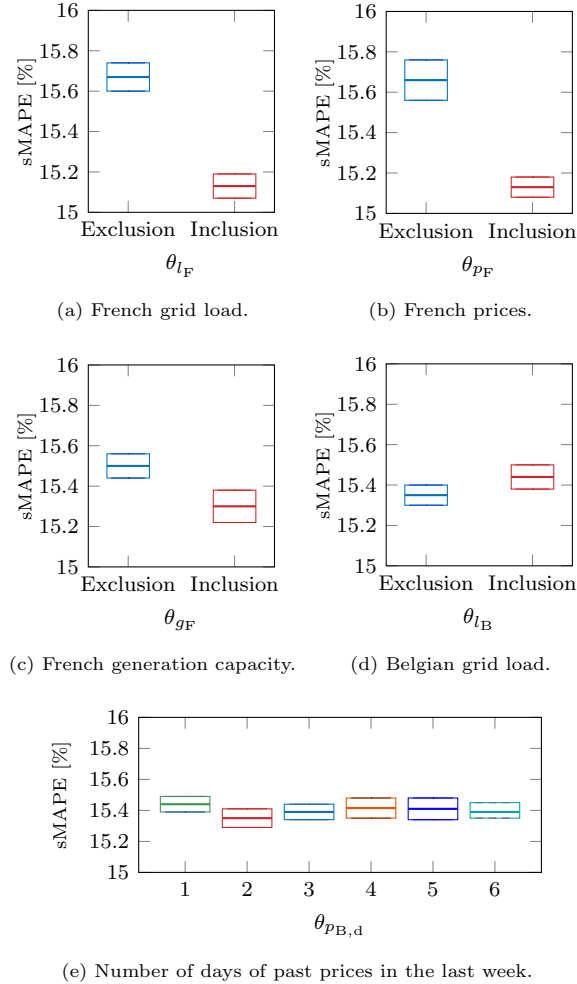 16
15.8
15.6
15.4
15.2
15
sMAPE [%]
Exclusion Inclusion
θ_{l_F}
(a) French grid load.
16
15.8
15.6
15.4
15.2
15
sMAPE [%]
Exclusion Inclusion
θ_{p_F}
(b) French prices.
16
15.8
15.6
15.4
15.2
15
sMAPE [%]
Exclusion Inclusion
θ_{g_F}
(c) French generation capacity.
16
15.8
15.6
15.4
15.2
15
sMAPE [%]
Exclusion Inclusion
θ_{l_B}
(d) Belgian grid load.
16
15.8
15.6
15.4
15.2
15
sMAPE [%]
1 2 3 4 5 6
θ_{p_{B,d}}
(e) Number of days of past prices in the last week.